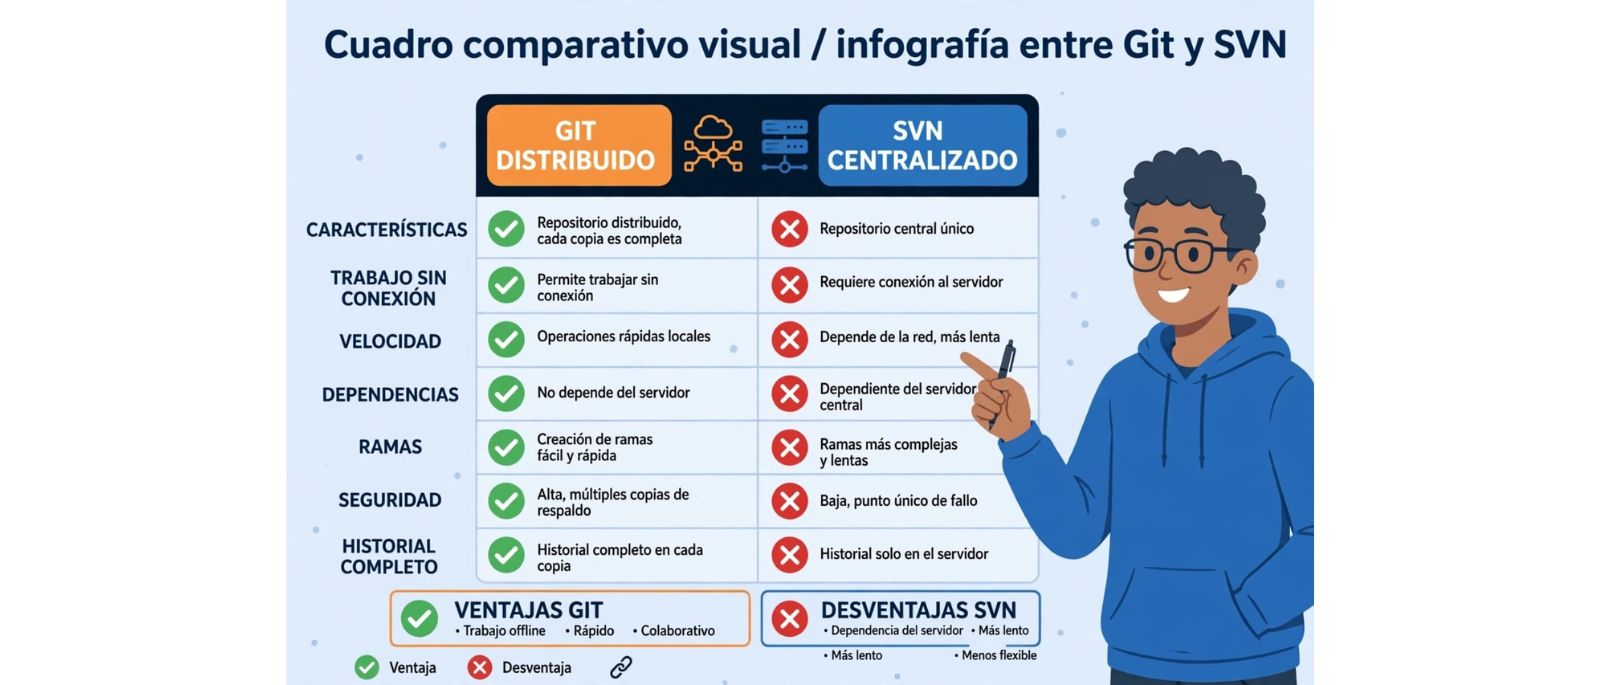 Cuadro comparativo visual / infografía entre Git y SVN
GIT
DISTRIBUIDO
SVN
CENTRALIZADO
CARACTERÍSTICAS
Repositorio distribuido,
cada copia es completa
Repositorio central único
TRABAJO SIN
CONEXIÓN
Permite trabajar sin
conexión
Requiere conexión al servidor
VELOCIDAD
Operaciones rápidas locales
Depende de la red, más lenta
DEPENDENCIAS
No depende del servidor
Dependiente del servidor
central
RAMAS
Creación de ramas
fácil y rápida
Ramas más complejas
y lentas
SEGURIDAD
Alta, múltiples copias de
respaldo
Baja, punto único de fallo
HISTORIAL
COMPLETO
Historial completo en cada
copia
Historial solo en el servidor
VENTAJAS GIT
• Trabajo offline • Rápido • Colaborativo
DESVENTAJAS SVN
• Dependencia del servidor • Más lento
• Más lento • Menos flexible
Ventaja Desventaja